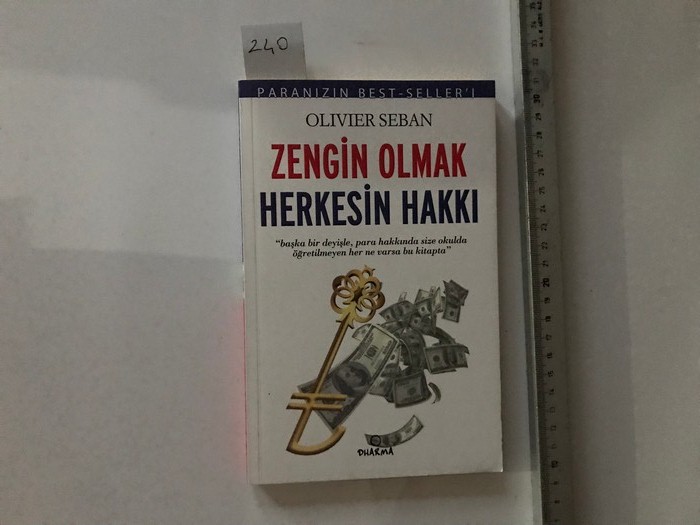 240
PARANIZIN BEST-SELLER'I
OLIVIER SEBAN
ZENGİN OLMAK
HERKESİN HAKKI
“başka bir deyişle, para hakkında size okulda
öğretilmeyen her ne varsa bu kitapta”
DHARMA